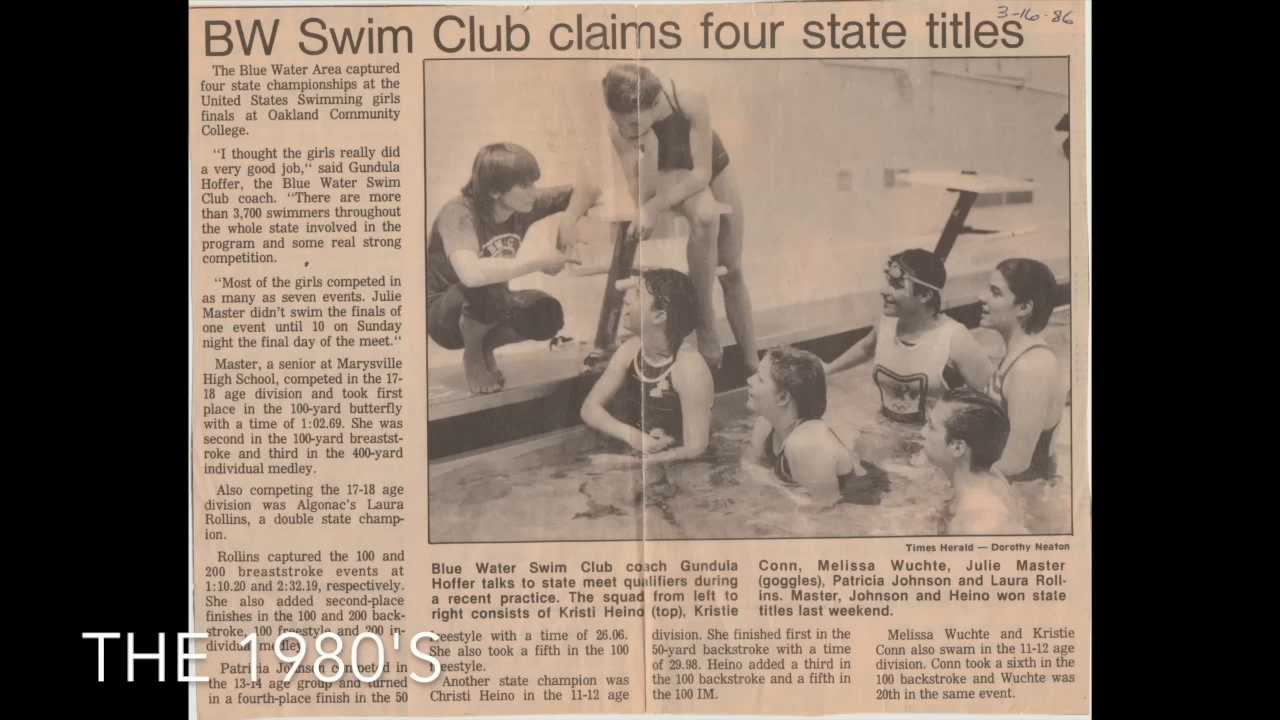 3-16-86
BW Swim Club claims four state titles
The Blue Water Area captured
four state championships at the
United States Swimming girls
finals at Oakland Community
College.
“I thought the girls really did
a very good job,“ said Gundula
Hoffer, the Blue Water Swim
Club coach. “There are more
than 3,700 swimmers throughout
the whole state involved in the
program and some real strong
competition.
“Most of the girls competed in
as many as seven events. Julie
Master didn’t swim the finals of
one event until 10 on Sunday
night the final day of the meet.“
Master, a senior at Marysville
High School, competed in the 17-
18 age division and took first
place in the 100-yard butterfly
with a time of 1:02.69. She was
second in the 100-yard breastst-
roke and third in the 400-yard
individual medley.
Also competing the 17-18 age
division was Algonac's Laura
Rollins, a double state champ-
ion.
Rollins captured the 100 and
200 breaststroke events at
1:10.20 and 2:32.19, respectively.
She also added second-place
finishes in the 100 and 200 back-
stroke, 100 freestyle and 200 in-
dividual medley.
Patricia Johnson competed in
the 13-14 age group and turned
in a fourth-place finish in the 50
Times Herald — Dorothy Neaton
Blue Water Swim Club coach Gundula
Hoffer talks to state meet qualifiers during
a recent practice. The squad from left to
right consists of Kristi Heino (top), Kristie
Conn, Melissa Wuchte, Julie Master
(goggles), Patricia Johnson and Laura Roll-
ins. Master, Johnson and Heino won state
titles last weekend.
freestyle with a time of 26.06.
She also took a fifth in the 100
freestyle.
Another state champion was
Christi Heino in the 11-12 age
division. She finished first in the
50-yard backstroke with a time
of 29.98. Heino added a third in
the 100 backstroke and a fifth in
the 100 IM.
Melissa Wuchte and Kristie
Conn also swam in the 11-12 age
division. Conn took a sixth in the
100 backstroke and Wuchte was
20th in the same event.
THE 1980'S